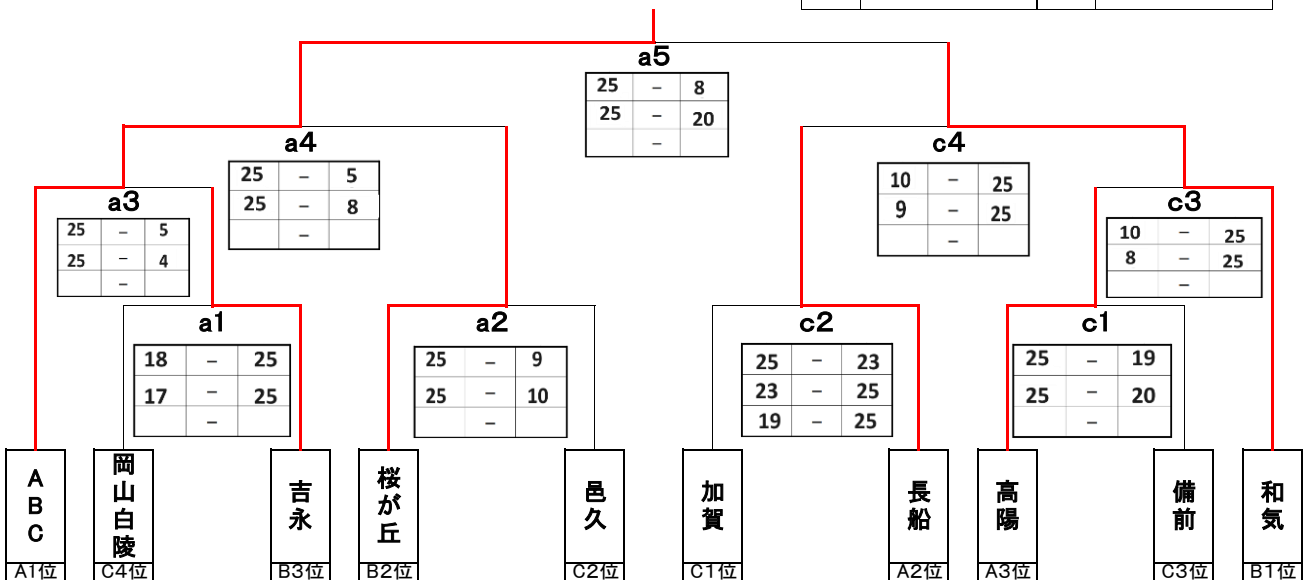 a5
25 － 8
25 － 20
－
a4
25 － 5
25 － 8
－
c4
10 － 25
9 － 25
－
a3
25 － 5
25 － 4
－
c3
10 － 25
8 － 25
－
a1
18 － 25
17 － 25
－
a2
25 － 9
25 － 10
－
c2
25 － 23
23 － 25
19 － 25
c1
25 － 19
25 － 20
－
ABC
岡山白陵
吉永
桜が丘
邑久
加賀
長船
高陽
備前
和気
A1位
C4位
B3位
B2位
C2位
C1位
A2位
A3位
C3位
B1位